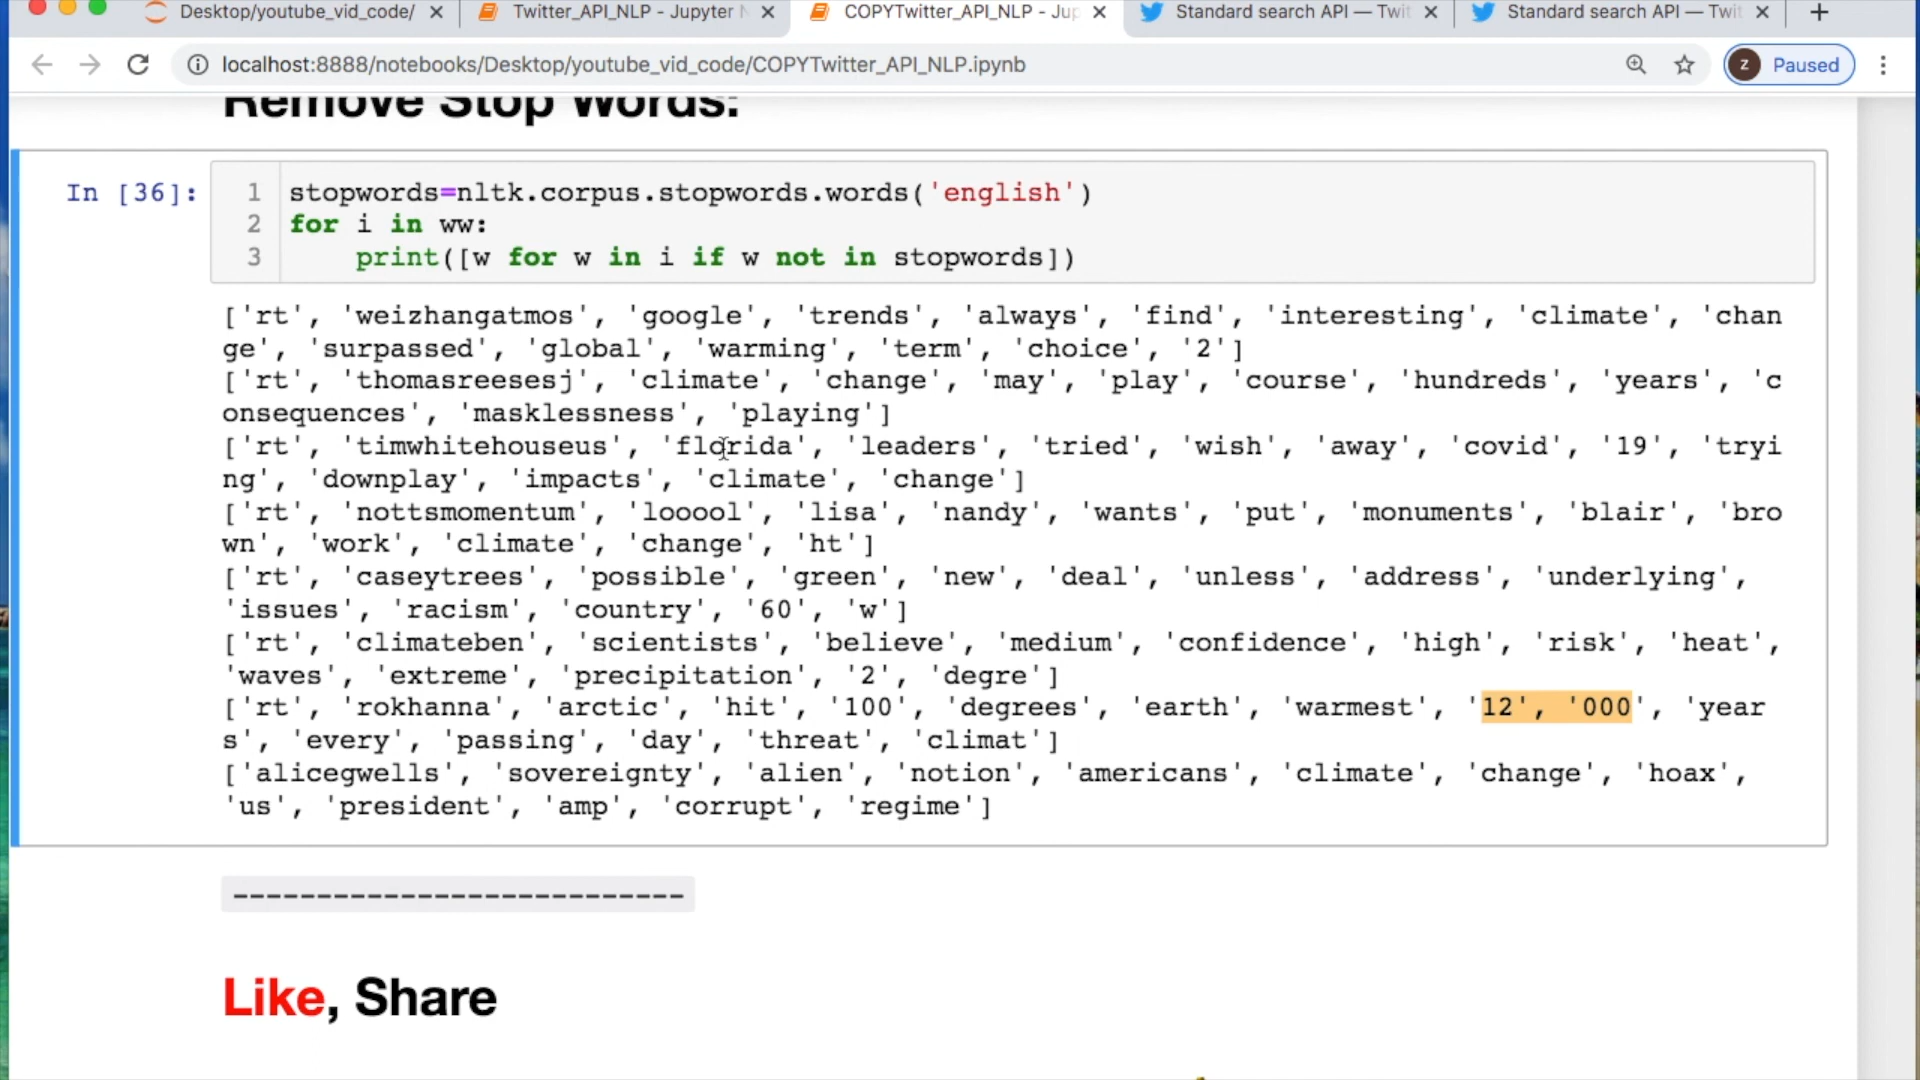 Desktop/youtube_vid_code/
Twitter_API_NLP - Jupyter N
COPYTwitter_API_NLP - Jup
Standard search API — Twit
Standard search API — Twit
localhost:8888/notebooks/Desktop/youtube_vid_code/COPYTwitter_API_NLP.ipynb
z Paused
Remove Stop Words:
In [36]:
1 stopwords=nltk.corpus.stopwords.words('english')
2 for i in ww:
3     print([w for w in i if w not in stopwords])
['rt', 'weizhangatmos', 'google', 'trends', 'always', 'find', 'interesting', 'climate', 'chan
ge', 'surpassed', 'global', 'warming', 'term', 'choice', '2']
['rt', 'thomasreesesj', 'climate', 'change', 'may', 'play', 'course', 'hundreds', 'years', 'c
onsequences', 'masklessness', 'playing']
['rt', 'timwhitehouseus', 'florida', 'leaders', 'tried', 'wish', 'away', 'covid', '19', 'tryi
ng', 'downplay', 'impacts', 'climate', 'change']
['rt', 'nottsmomentum', 'looool', 'lisa', 'nandy', 'wants', 'put', 'monuments', 'blair', 'bro
wn', 'work', 'climate', 'change', 'ht']
['rt', 'caseytrees', 'possible', 'green', 'new', 'deal', 'unless', 'address', 'underlying',
'issues', 'racism', 'country', '60', 'w']
['rt', 'climateben', 'scientists', 'believe', 'medium', 'confidence', 'high', 'risk', 'heat',
'waves', 'extreme', 'precipitation', '2', 'degre']
['rt', 'rokhanna', 'arctic', 'hit', '100', 'degrees', 'earth', 'warmest', '12', '000', 'year
s', 'every', 'passing', 'day', 'threat', 'climat']
['alicegwells', 'sovereignty', 'alien', 'notion', 'americans', 'climate', 'change', 'hoax',
'us', 'president', 'amp', 'corrupt', 'regime']
---------------------------
Like, Share